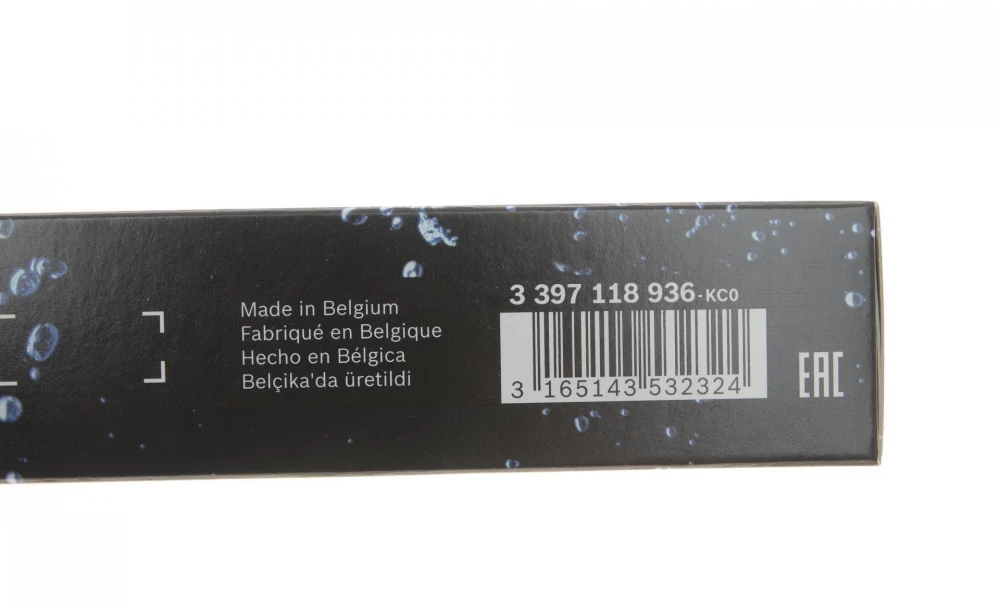 Made in Belgium
Fabriqué en Belgique
Hecho en Bélgica
Belçika'da üretildi
3 397 118 936-KC0
3 165143 532324
EAC